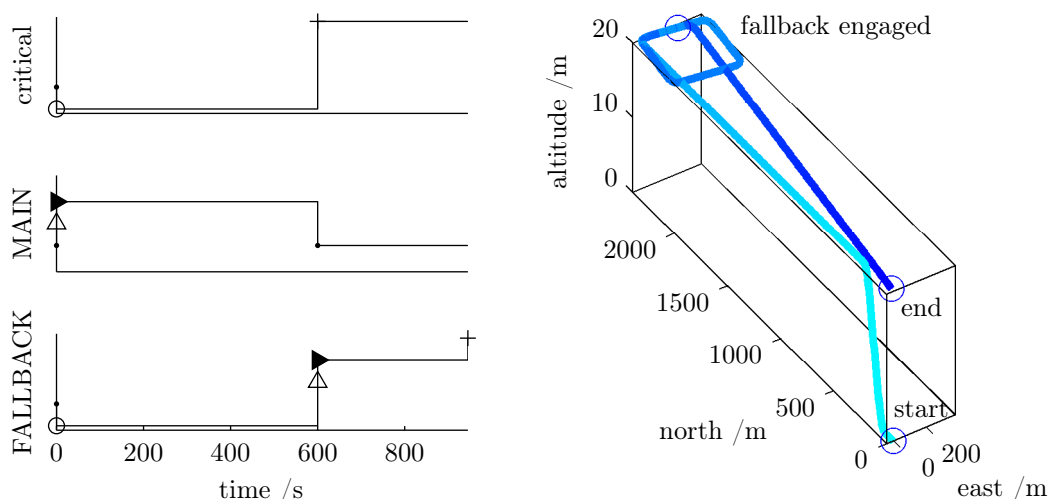 critical
MAIN
FALLBACK
0 200 400 600 800
time /s
fallback engaged
20
10
0
altitude /m
2000
1500
1000
500
0
north /m
end
start
0 200
east /m